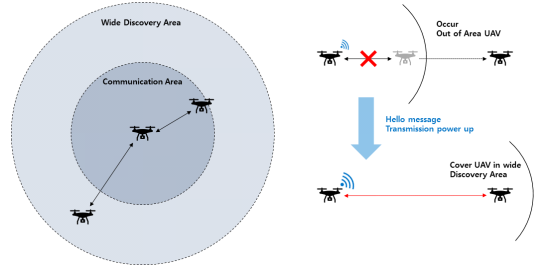 Wide Discovery Area
Communication Area
Occur
Out of Area UAV
Hello message
Transmission power up
Cover UAV in wide
Discovery Area